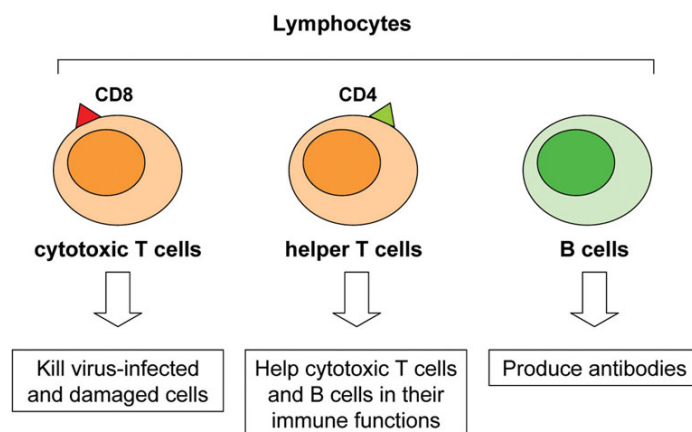 Lymphocytes
CD8
CD4
cytotoxic T cells
helper T cells
B cells
Kill virus-infected
and damaged cells
Help cytotoxic T cells
and B cells in their
immune functions
Produce antibodies